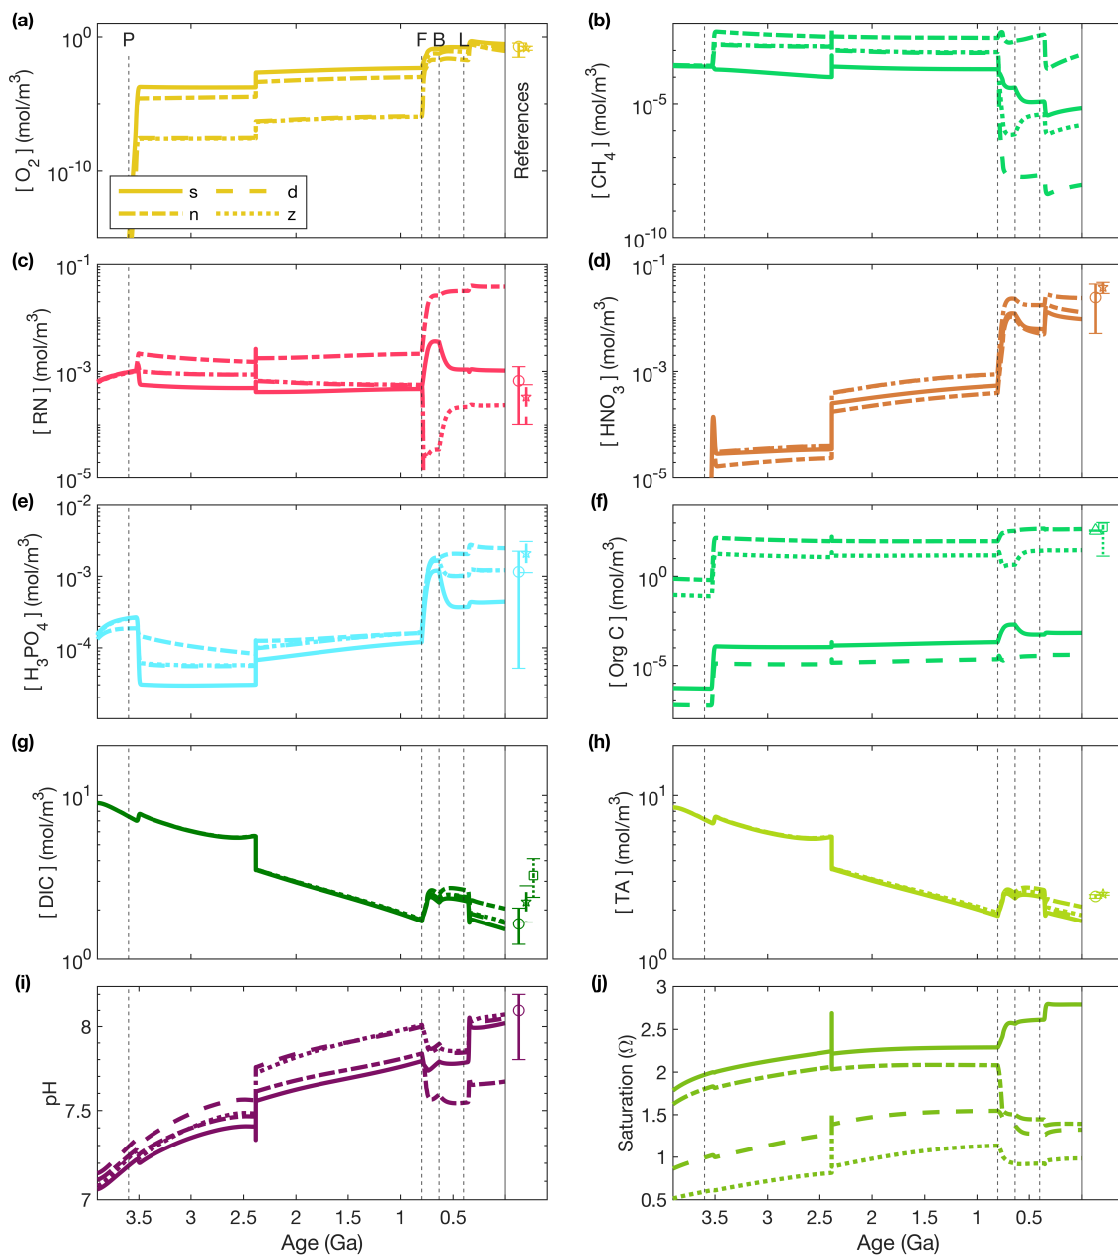 (a)
10^0
10^-10
[ O_2 ] (mol/m^3)
P
F
B
L
References
s
d
n
z
(b)
10^-5
10^-10
[ CH_4 ] (mol/m^3)
(c)
10^-1
10^-3
10^-5
[ RN ] (mol/m^3)
(d)
10^-1
10^-3
10^-5
[ HNO_3 ] (mol/m^3)
(e)
10^-2
10^-3
10^-4
[ H_3PO_4 ] (mol/m^3)
(f)
10^0
10^-5
[ Org C ] (mol/m^3)
(g)
10^1
10^0
[ DIC ] (mol/m^3)
(h)
10^1
10^0
[ TA ] (mol/m^3)
(i)
8
7.5
7
pH
3.5
3
2.5
2
1.5
1
0.5
Age (Ga)
(j)
3
2.5
2
1.5
1
0.5
Saturation (Ω)
3.5
3
2.5
2
1.5
1
0.5
Age (Ga)